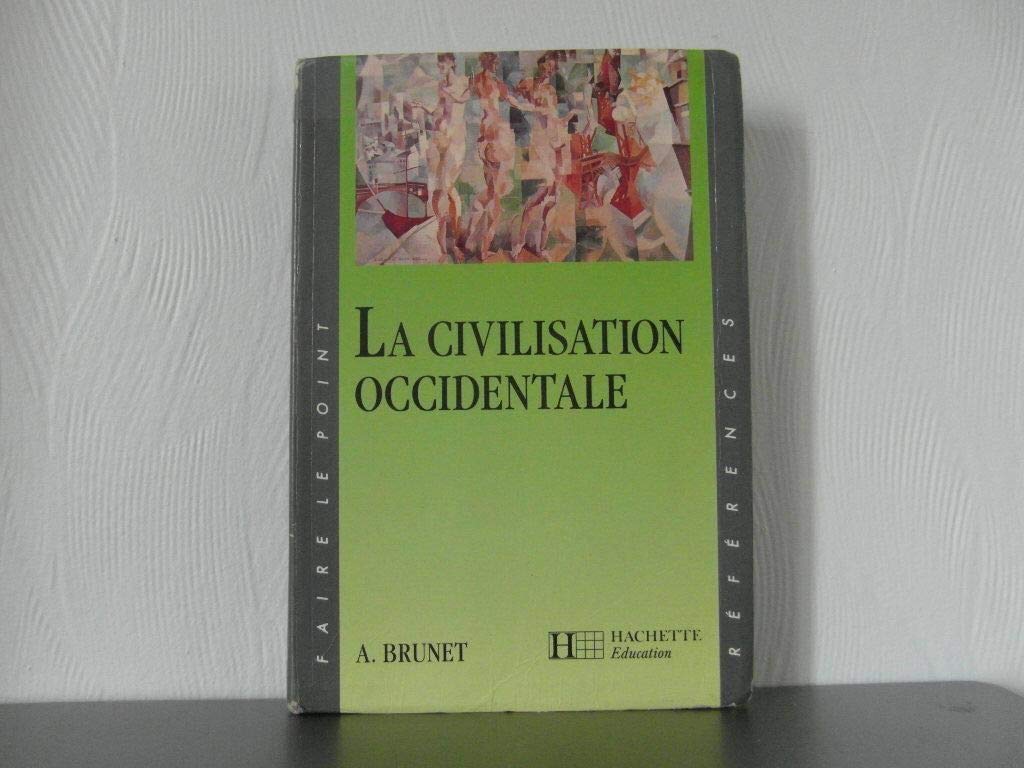 LA CIVILISATION
OCCIDENTALE
FAIRE LE POINT
RÉFÉRENCES
A. BRUNET
H HACHETTE
Education